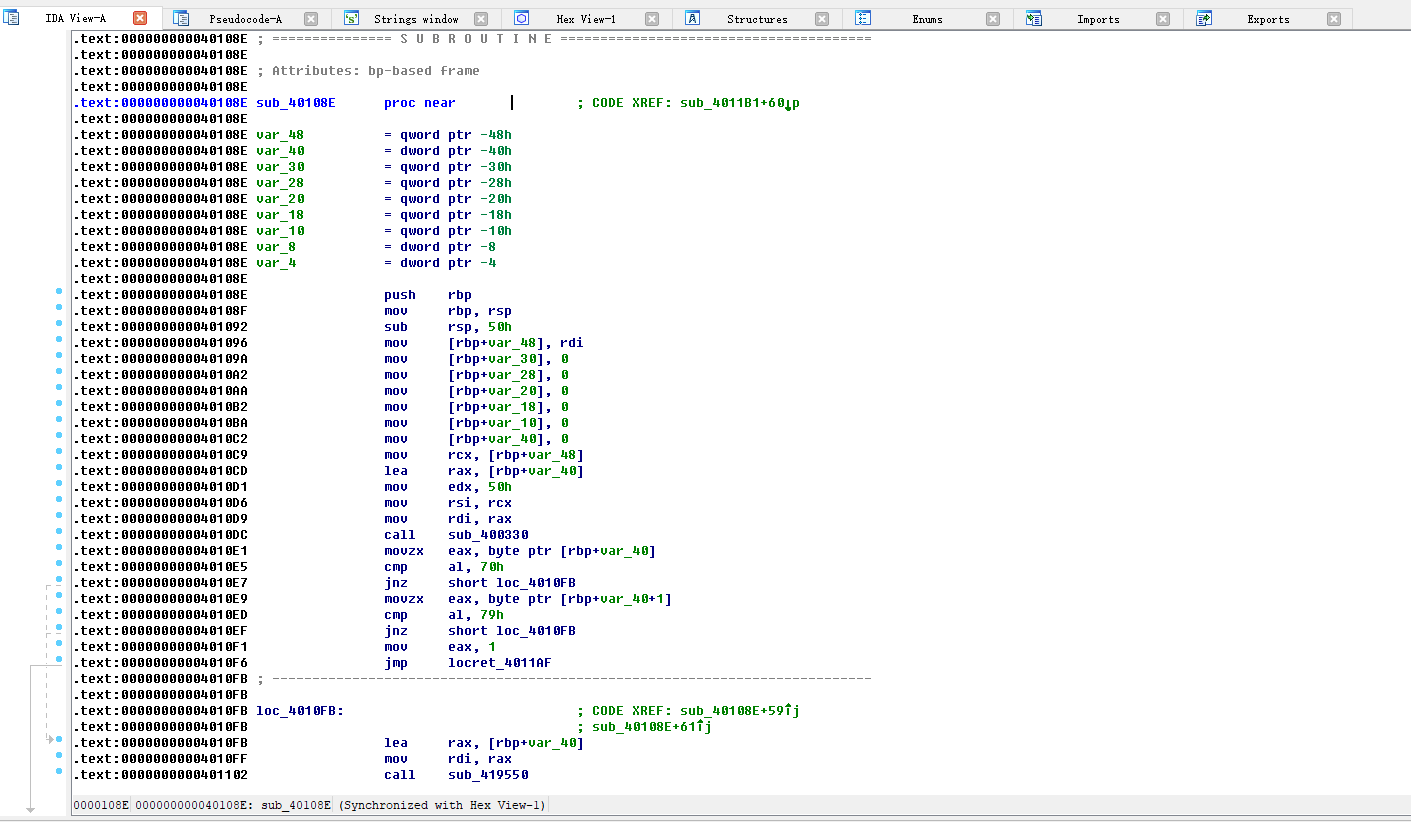 IDA View-A Pseudocode-A Strings window Hex View-1 Structures Enums Imports Exports
.text:000000000040108E ; =============== S U B R O U T I N E =======================================
.text:000000000040108E
.text:000000000040108E ; Attributes: bp-based frame
.text:000000000040108E
.text:000000000040108E sub_40108E proc near ; CODE XREF: sub_4011B1+60↓p
.text:000000000040108E
.text:000000000040108E var_48 = qword ptr -48h
.text:000000000040108E var_40 = dword ptr -40h
.text:000000000040108E var_30 = qword ptr -30h
.text:000000000040108E var_28 = qword ptr -28h
.text:000000000040108E var_20 = qword ptr -20h
.text:000000000040108E var_18 = qword ptr -18h
.text:000000000040108E var_10 = qword ptr -10h
.text:000000000040108E var_8 = dword ptr -8
.text:000000000040108E var_4 = dword ptr -4
.text:000000000040108E
.text:000000000040108E push rbp
.text:000000000040108F mov rbp, rsp
.text:0000000000401092 sub rsp, 50h
.text:0000000000401096 mov [rbp+var_48], rdi
.text:000000000040109A mov [rbp+var_30], 0
.text:00000000004010A2 mov [rbp+var_28], 0
.text:00000000004010AA mov [rbp+var_20], 0
.text:00000000004010B2 mov [rbp+var_18], 0
.text:00000000004010BA mov [rbp+var_10], 0
.text:00000000004010C2 mov [rbp+var_40], 0
.text:00000000004010C9 mov rcx, [rbp+var_48]
.text:00000000004010CD lea rax, [rbp+var_40]
.text:00000000004010D1 mov edx, 50h
.text:00000000004010D6 mov rsi, rcx
.text:00000000004010D9 mov rdi, rax
.text:00000000004010DC call sub_400330
.text:00000000004010E1 movzx eax, byte ptr [rbp+var_40]
.text:00000000004010E5 cmp al, 70h
.text:00000000004010E7 jnz short loc_4010FB
.text:00000000004010E9 movzx eax, byte ptr [rbp+var_40+1]
.text:00000000004010ED cmp al, 79h
.text:00000000004010EF jnz short loc_4010FB
.text:00000000004010F1 mov eax, 1
.text:00000000004010F6 jmp locret_4011AF
.text:00000000004010FB ; ---------------------------------------------------------------------------
.text:00000000004010FB
.text:00000000004010FB loc_4010FB: ; CODE XREF: sub_40108E+59↑j
.text:00000000004010FB ; sub_40108E+61↑j
.text:00000000004010FB lea rax, [rbp+var_40]
.text:00000000004010FF mov rdi, rax
.text:0000000000401102 call sub_419550
0000108E 000000000040108E: sub_40108E (Synchronized with Hex View-1)